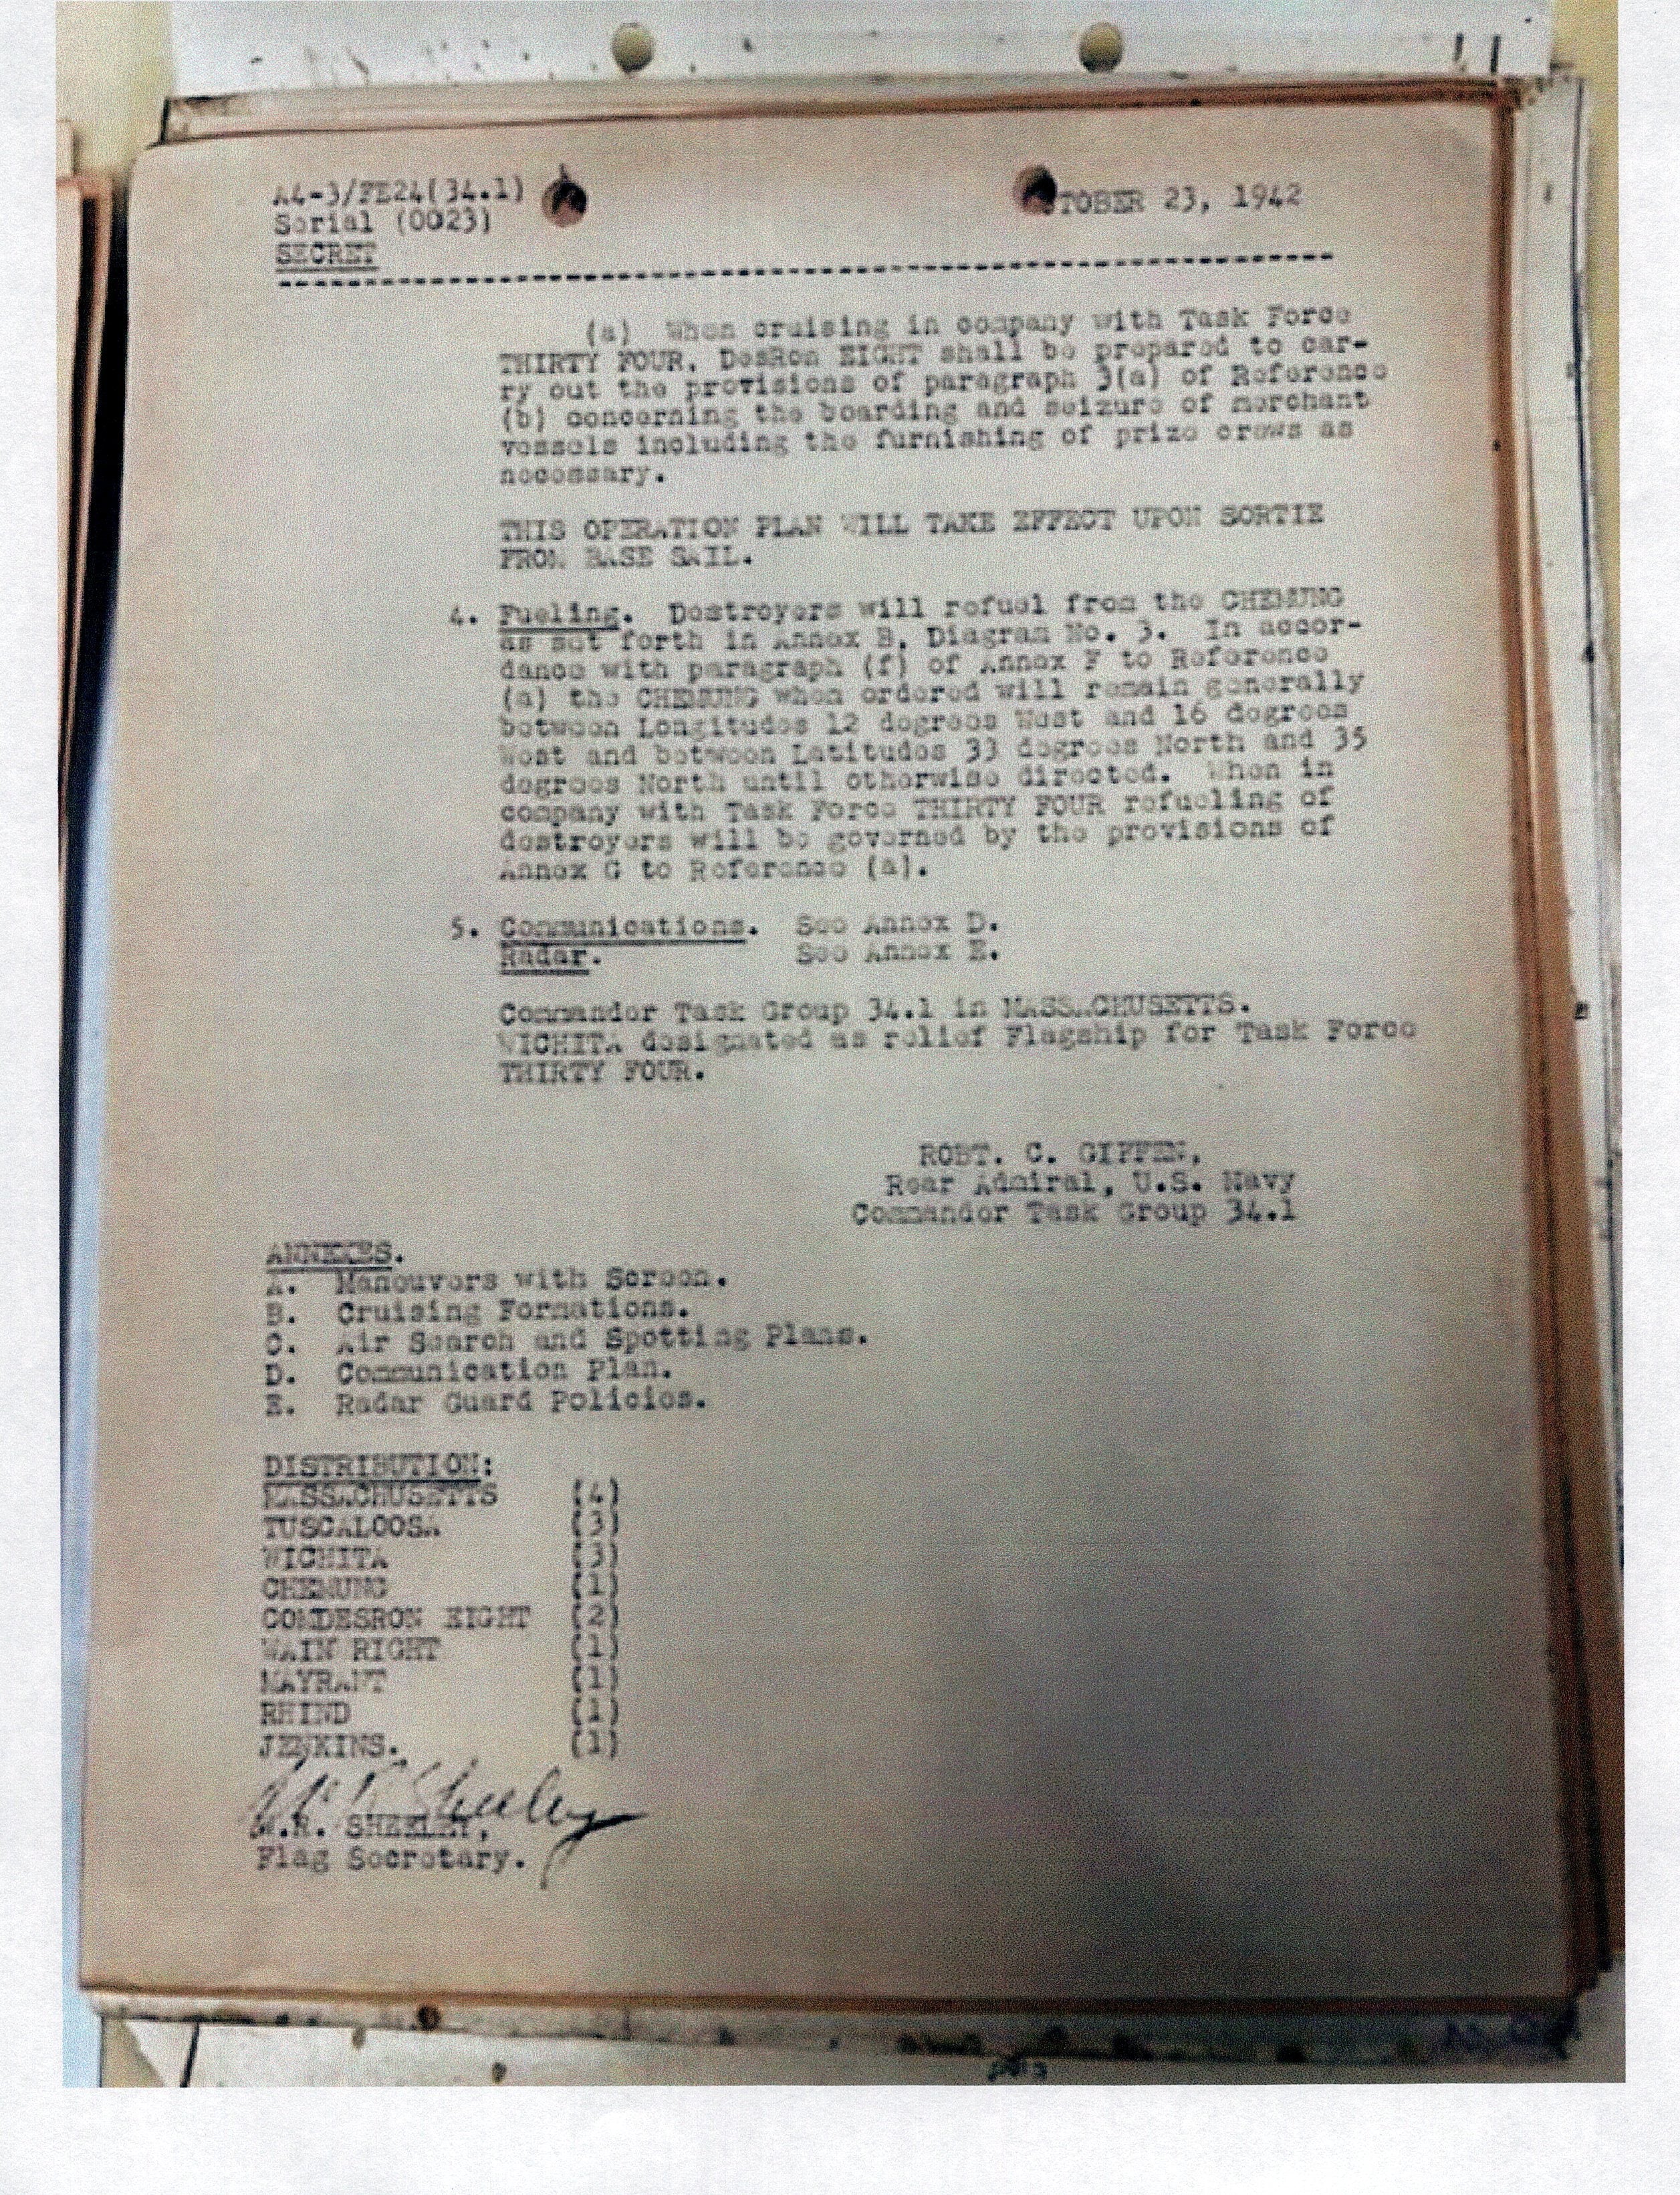 A4-3/FE24(34.1)
TOBER 23, 1942
Serial (0023)
SECRET
(a) When cruising in company with Task Force
THIRTY FOUR, DesRon EIGHT shall be prepared to car-
ry out the provisions of paragraph 3(a) of Reference
(b) concerning the boarding and seizure of merchant
vessels including the furnishing of prize crews as
necessary.
THIS OPERATION PLAN WILL TAKE EFFECT UPON SORTIE
FROM BASE SAIL.
4. Fueling. Destroyers will refuel from the CHEMUNG
as set forth in Annex B, Diagram No. 3. In accor-
dance with paragraph (f) of Annex F to Reference
(a) the CHEMUNG when ordered will remain generally
between Longitudes 12 degrees West and 16 degrees
West and between Latitudes 33 degrees North and 35
degrees North until otherwise directed. When in
company with Task Force THIRTY FOUR refueling of
destroyers will be governed by the provisions of
Annex G to Reference (a).
5. Communications. See Annex D.
Radar. See Annex E.
Commander Task Group 34.1 in MASSACHUSETTS.
WICHITA designated as relief Flagship for Task Force
THIRTY FOUR.
ROBT. C. GIFFEN,
Rear Admiral, U.S. Navy
Commander Task Group 34.1
ANNEXES.
A. Manouvers with Screen.
B. Cruising Formations.
C. Air Search and Spotting Plans.
D. Communication Plan.
E. Radar Guard Policies.
DISTRIBUTION:
MASSACHUSETTS (4)
TUSCALOOSA (3)
WICHITA (3)
CHEMUNG (1)
COMDESRON EIGHT (2)
WAINWRIGHT (1)
MAYRANT (1)
RHIND (1)
JENKINS. (1)
Sheeley
SHEELEY,
Flag Secretary.